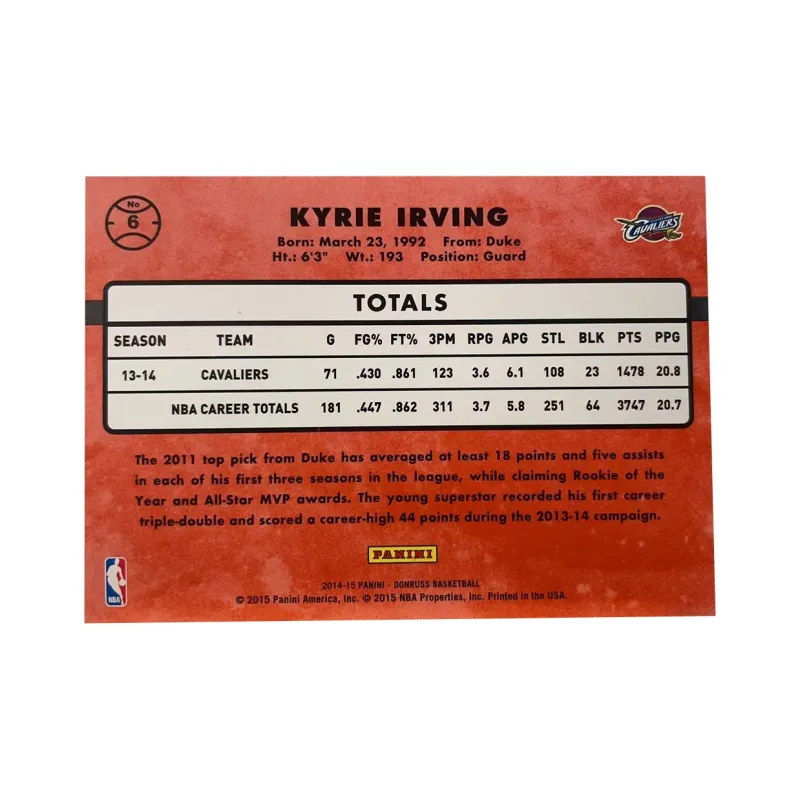 No
6
KYRIE IRVING
Born: March 23, 1992 From: Duke
Ht.: 6'3" Wt.: 193 Position: Guard
CAVALIERS
TOTALS
SEASON TEAM G FG% FT% 3PM RPG APG STL BLK PTS PPG
13-14 CAVALIERS 71 .430 .861 123 3.6 6.1 108 23 1478 20.8
NBA CAREER TOTALS 181 .447 .862 311 3.7 5.8 251 64 3747 20.7
The 2011 top pick from Duke has averaged at least 18 points and five assists
in each of his first three seasons in the league, while claiming Rookie of the
Year and All-Star MVP awards. The young superstar recorded his first career
triple-double and scored a career-high 44 points during the 2013-14 campaign.
PANINI
NBA
2014-15 PANINI - DONRUSS BASKETBALL
© 2015 Panini America, Inc. © 2015 NBA Properties, Inc. Printed in the USA.